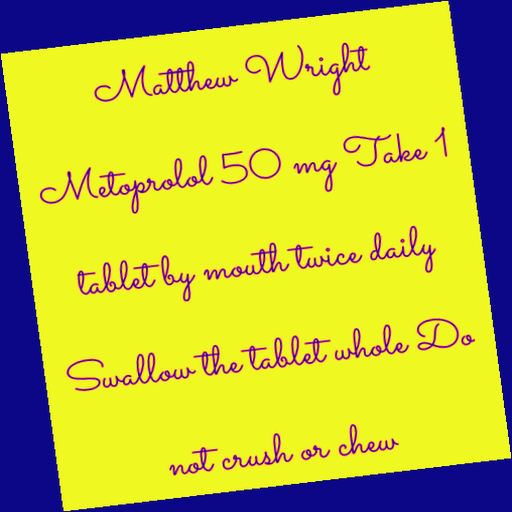 Matthew Wright
Metoprolol 50 mg Take 1
tablet by mouth twice daily
Swallow the tablet whole Do
not crush or chew